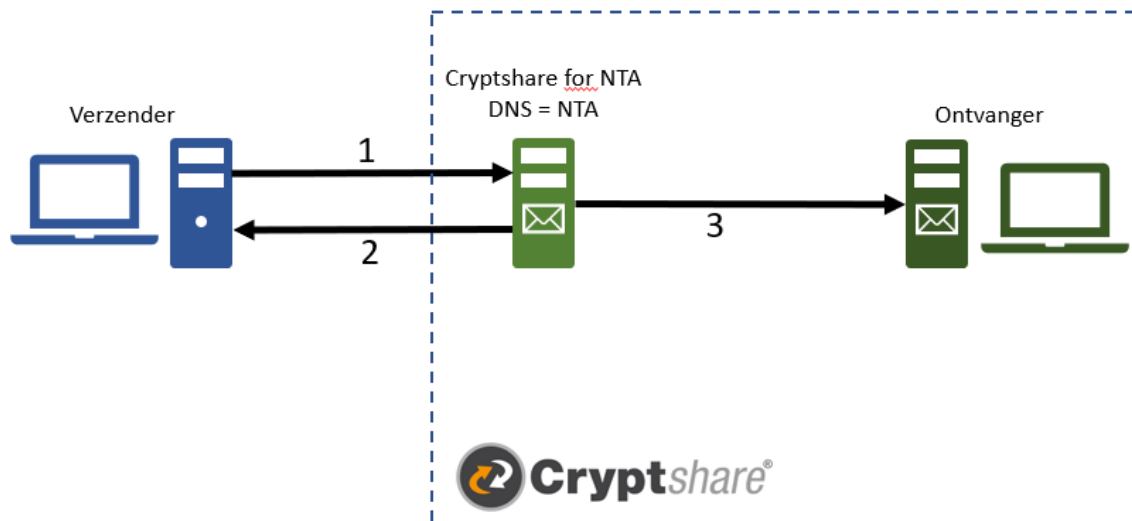 Cryptshare for NTA
DNS = NTA
Verzender
Ontvanger
1
2
3
Cryptshare®